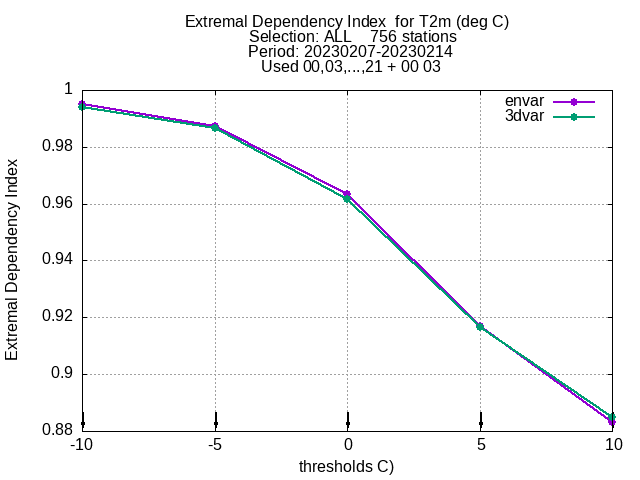 Extremal Dependency Index  for T2m (deg C)
Selection: ALL    756 stations
Period: 20230207-20230214
Used 00,03,...,21 + 00 03
envar
3dvar
1
0.98
0.96
0.94
0.92
0.9
0.88
Extremal Dependency Index
-10 -5 0 5 10
thresholds C)